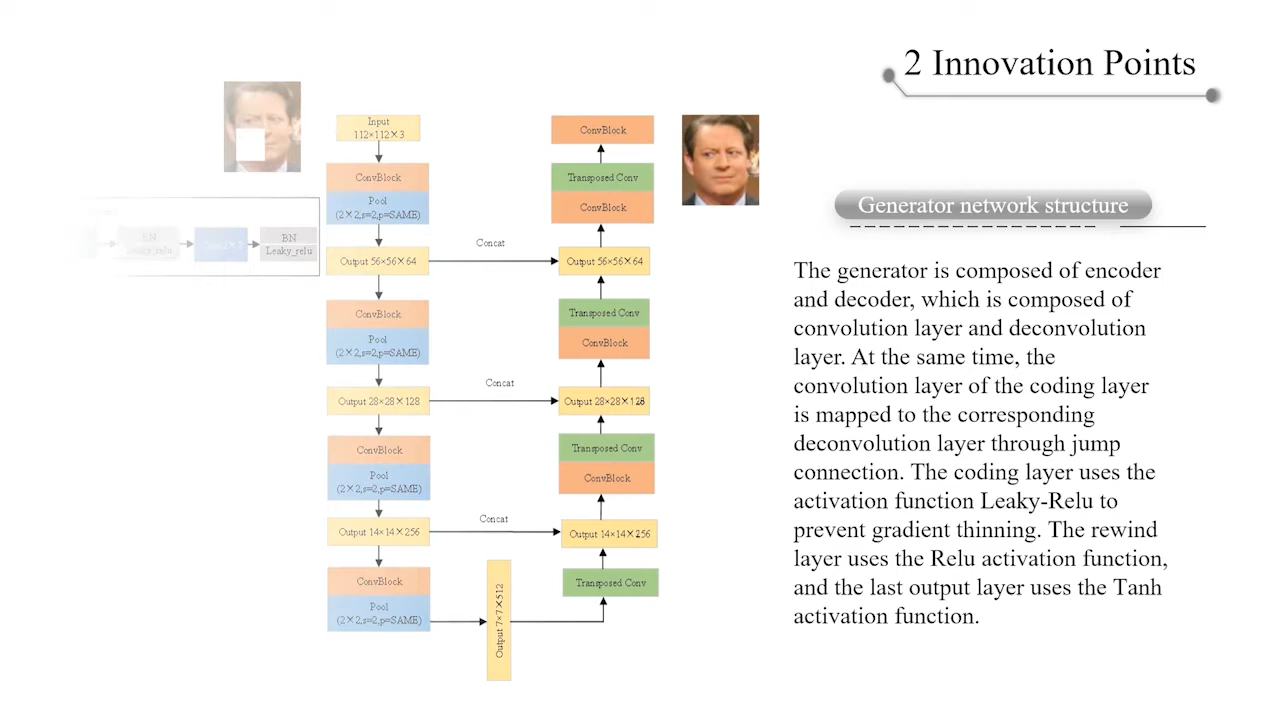 2 Innovation Points
Input
112×112×3
ConvBlock
Pool
(2×2,s=2,p=SAME)
Output 56×56×64
ConvBlock
Pool
(2×2,s=2,p=SAME)
Output 28×28×128
ConvBlock
Pool
(2×2,s=2,p=SAME)
Output 14×14×256
ConvBlock
Pool
(2×2,s=2,p=SAME)
Output 7×7×512
BN
Leaky_relu
BN
Leaky_relu
Concat
Concat
Concat
ConvBlock
Transposed Conv
ConvBlock
Output 56×56×64
Transposed Conv
ConvBlock
Output 28×28×128
Transposed Conv
ConvBlock
Output 14×14×256
Transposed Conv
Generator network structure
The generator is composed of encoder
and decoder, which is composed of
convolution layer and deconvolution
layer. At the same time, the
convolution layer of the coding layer
is mapped to the corresponding
deconvolution layer through jump
connection. The coding layer uses the
activation function Leaky-Relu to
prevent gradient thinning. The rewind
layer uses the Relu activation function,
and the last output layer uses the Tanh
activation function.